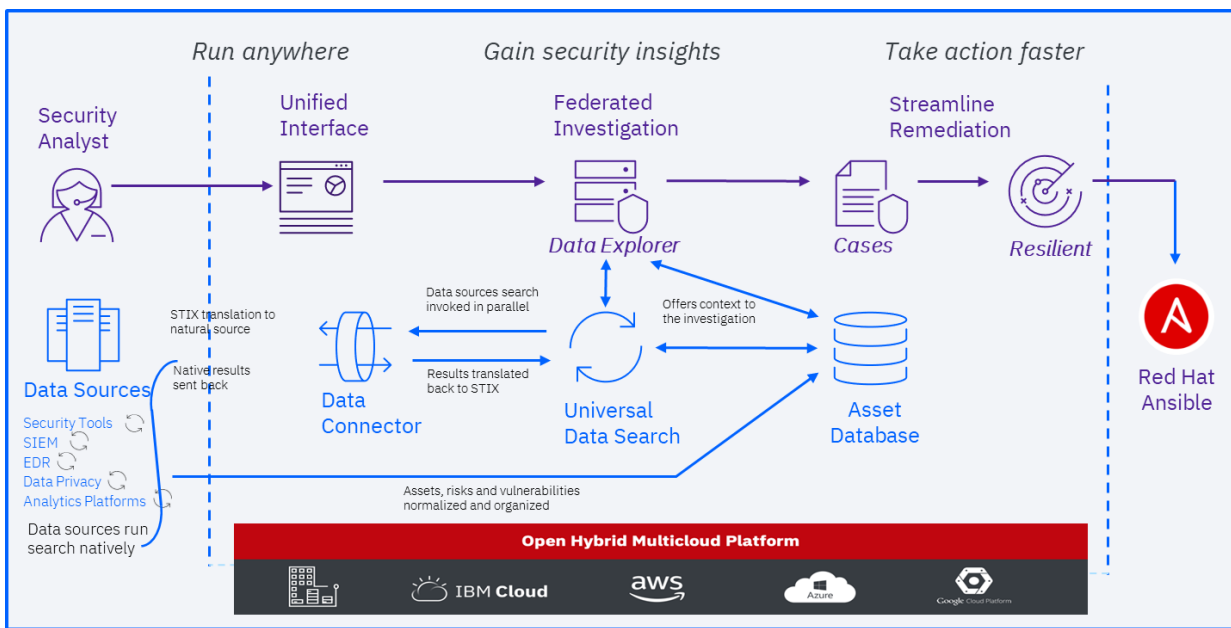 Run anywhere
Gain security insights
Take action faster
Security
Analyst
Unified
Interface
Federated
Investigation
Streamline
Remediation
Data Explorer
Cases
Resilient
STIX translation to
natural source
Data sources search
invoked in parallel
Offers context to
the investigation
Native results
sent back
Results translated
back to STIX
Data Sources
Data
Connector
Universal
Data Search
Asset
Database
Red Hat
Ansible
Security Tools
SIEM
EDR
Data Privacy
Analytics Platforms
Data sources run
search natively
Assets, risks and vulnerabilities
normalized and organized
Open Hybrid Multicloud Platform
IBM Cloud
aws
Azure
Google Cloud Platform